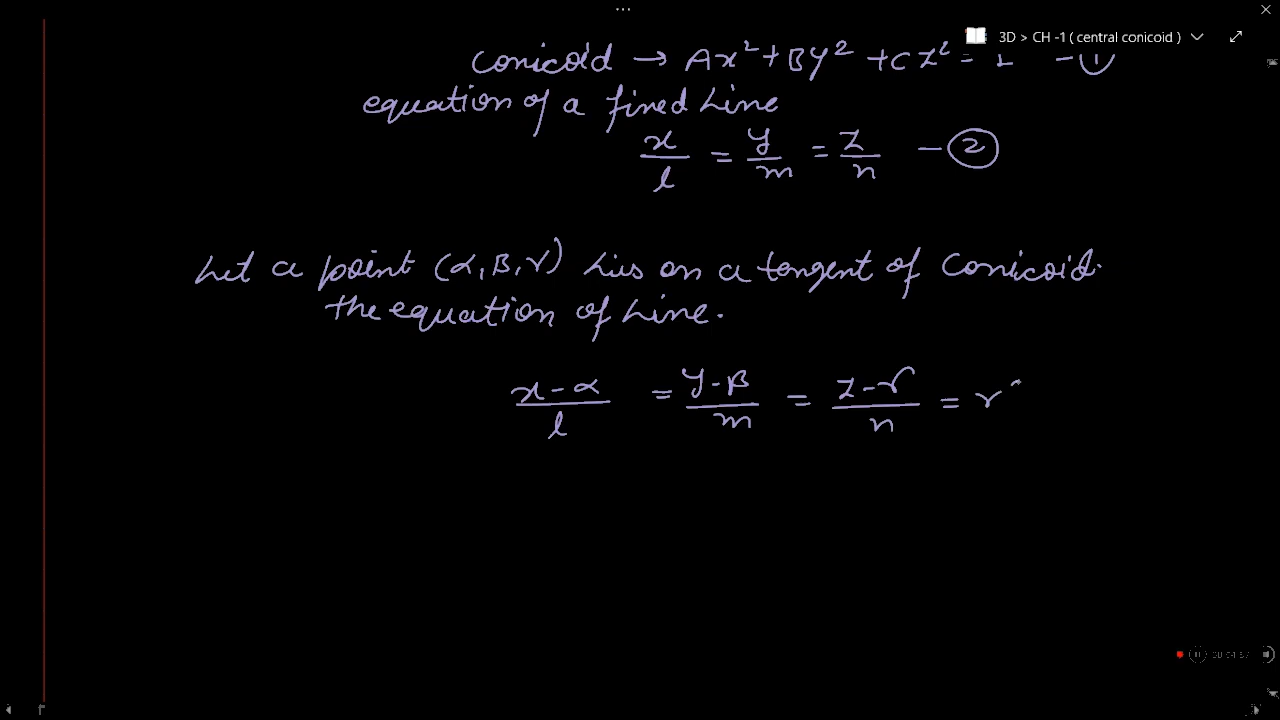 ...
3D > CH -1 ( central conicoid )
conicoid → Ax² + By² + Cz² = 1 - ①
equation of a fined Line
x/l = y/m = z/n - ②
Let a point (α, β, γ) Lies on a tangent of conicoid.
the equation of Line.
x-α/l = y-β/m = z-γ/n = r